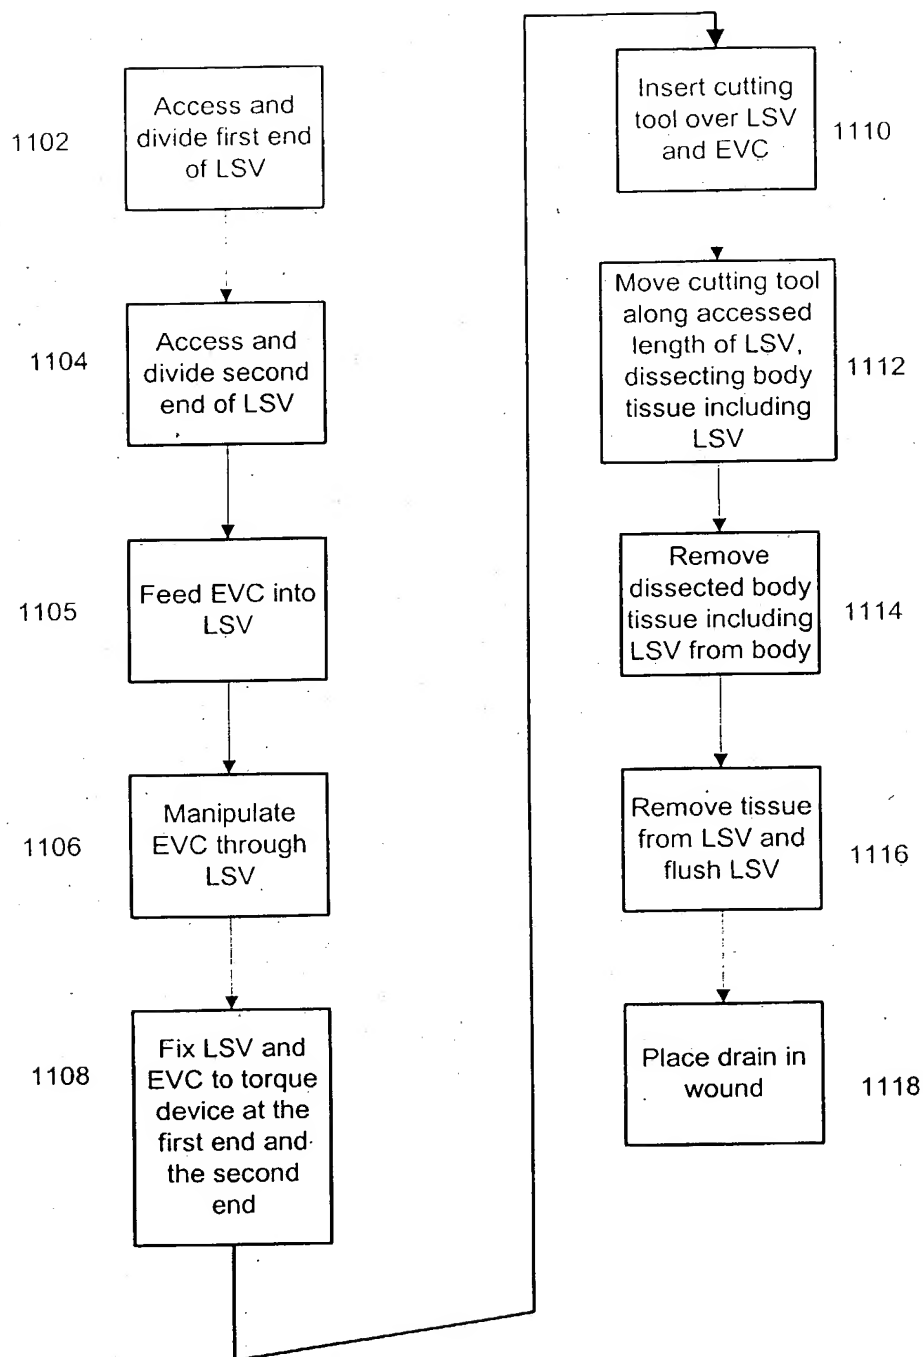 1102
Access and
divide first end
of LSV
1104
Access and
divide second
end of LSV
1105
Feed EVC into
LSV
1106
Manipulate
EVC through
LSV
1108
Fix LSV and
EVC to torque
device at the
first end and
the second
end
Insert cutting
tool over LSV
and EVC
1110
Move cutting tool
along accessed
length of LSV,
dissecting body
tissue including
LSV
1112
Remove
dissected body
tissue including
LSV from body
1114
Remove tissue
from LSV and
flush LSV
1116
Place drain in
wound
1118